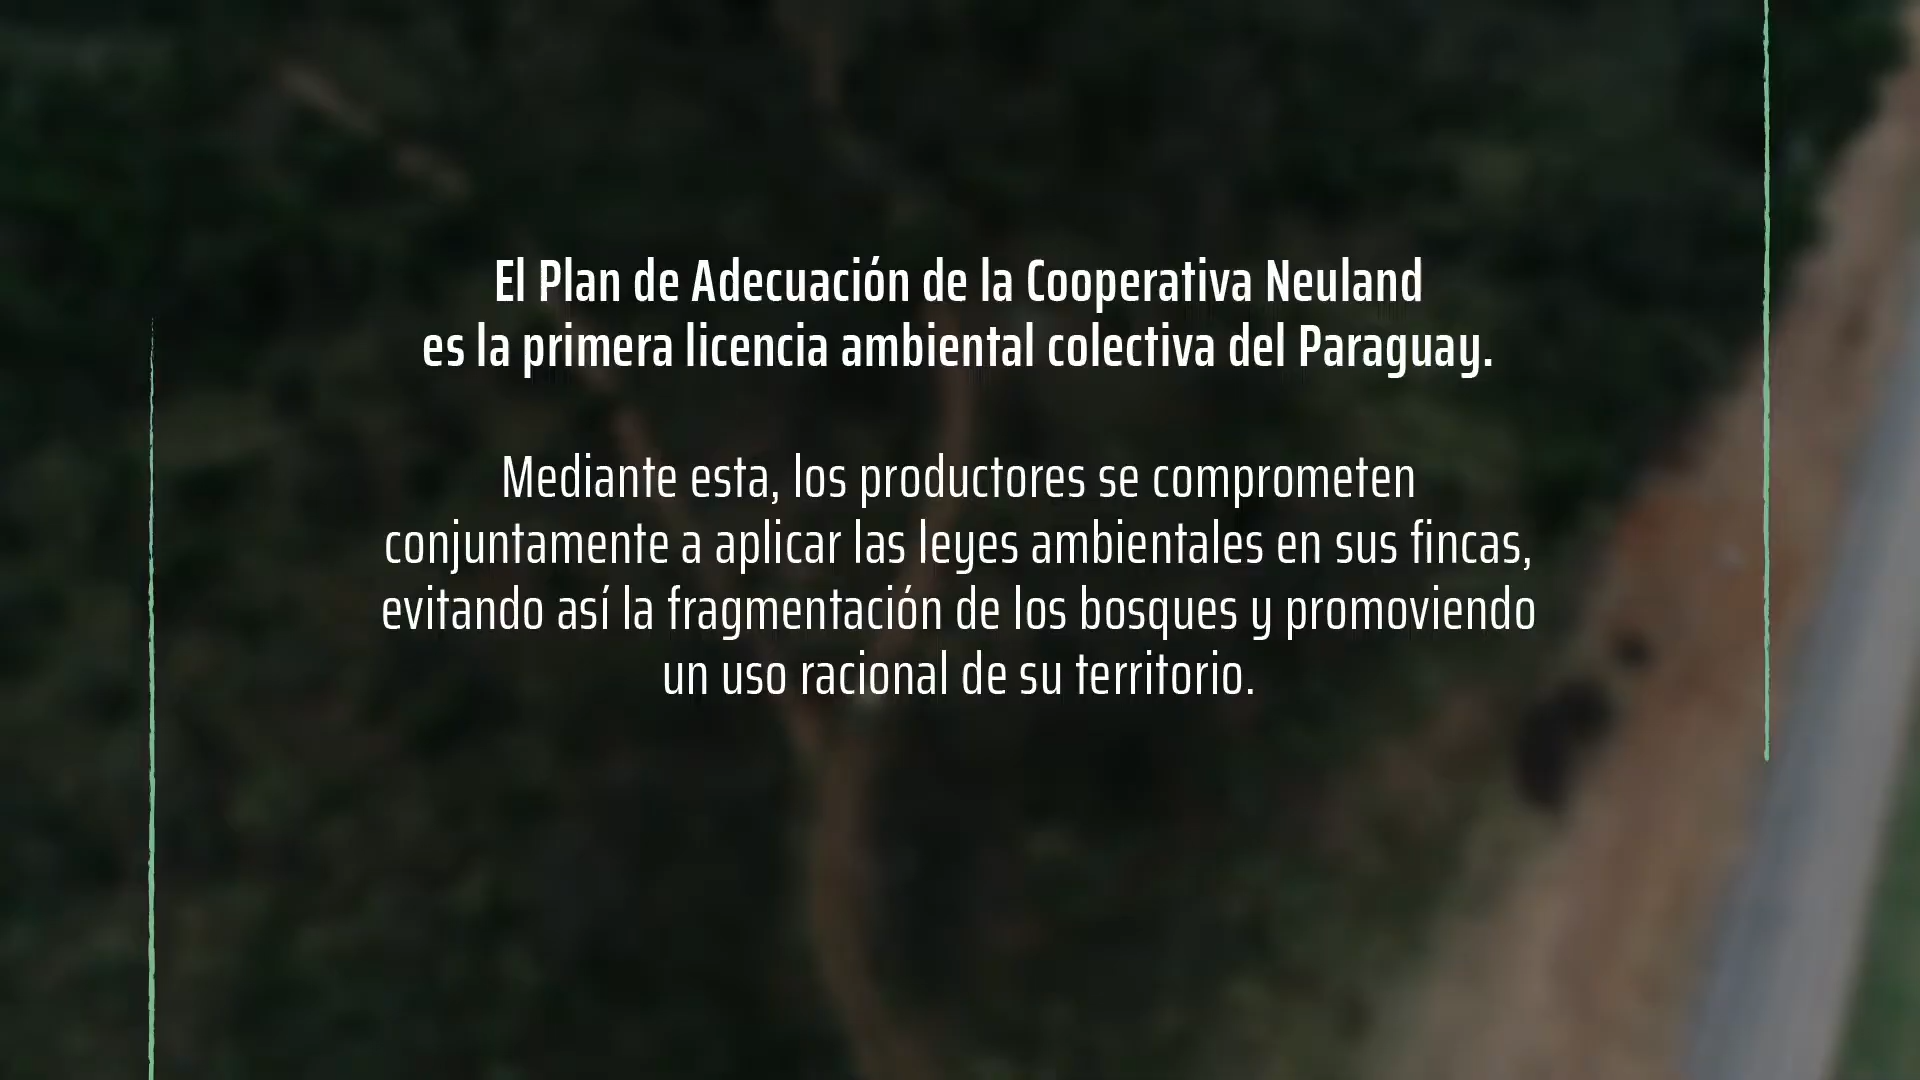 El Plan de Adecuación de la Cooperativa Neuland
es la primera licencia ambiental colectiva del Paraguay.
Mediante esta, los productores se comprometen
conjuntamente a aplicar las leyes ambientales en sus fincas,
evitando así la fragmentación de los bosques y promoviendo
un uso racional de su territorio.